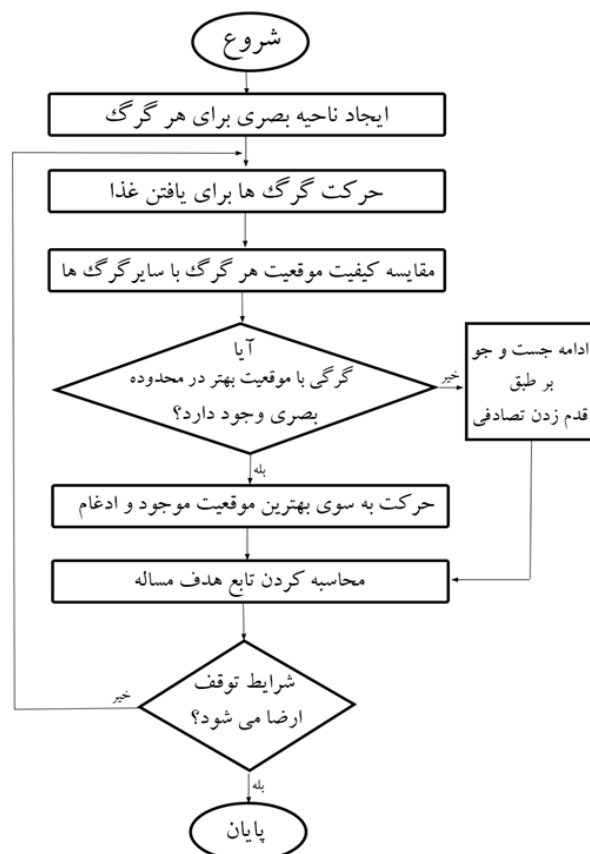 شروع
ایجاد ناحیه بصری برای هر گرگ
حرکت گرگ ها برای یافتن غذا
مقایسه کیفیت موقعیت هر گرگ با سایرگرگ ها
آیا
گرگی با موقعیت بهتر در محدوده
بصری وجود دارد؟
خیر
ادامه جست و جو
بر طبق
قدم زدن تصادفی
بله
حرکت به سوی بهترین موقعیت موجود و ادغام
محاسبه کردن تابع هدف مساله
شرایط توقف
ارضا می شود؟
خیر
بله
پایان